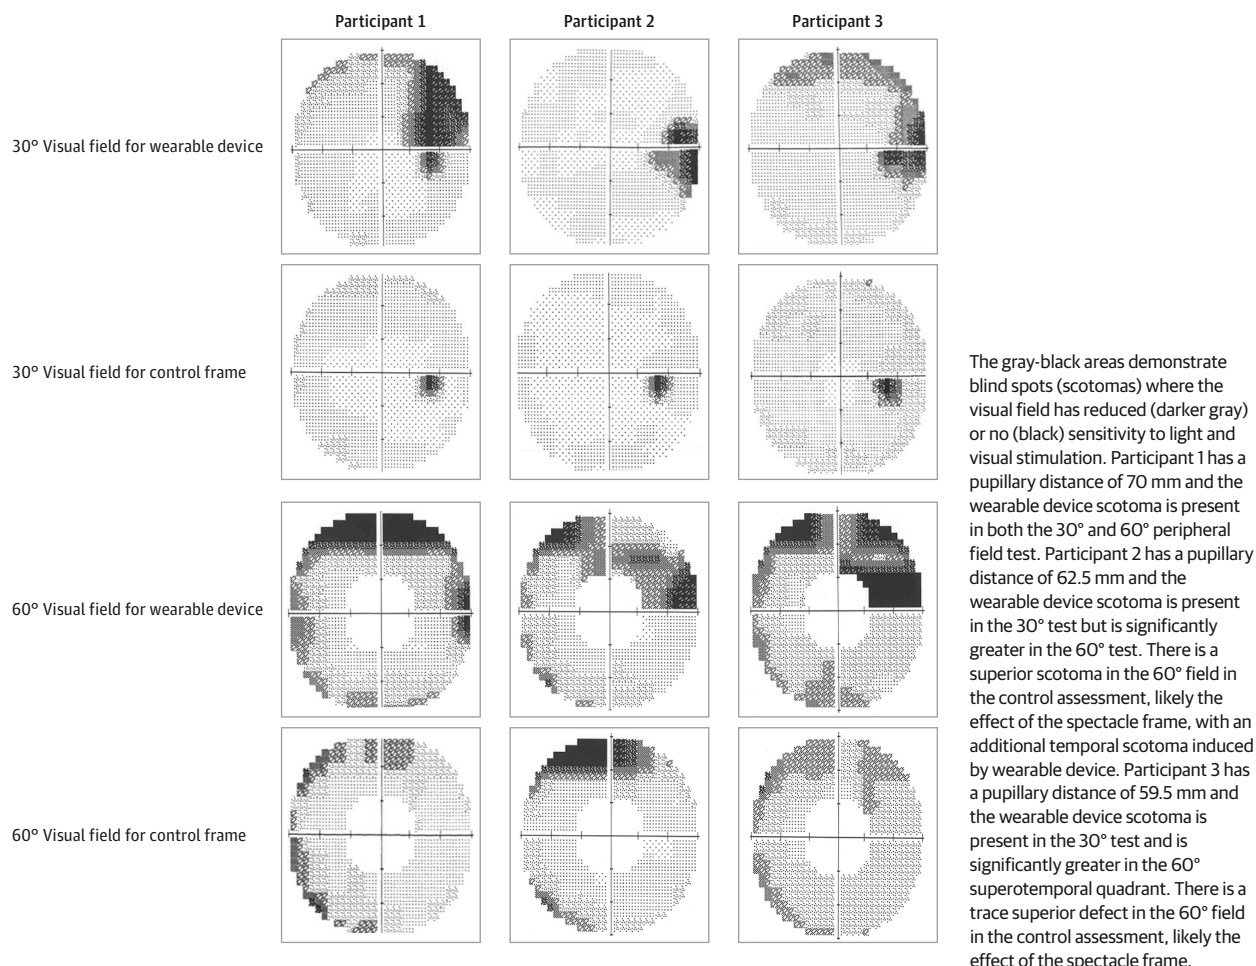 Participant 1
Participant 2
Participant 3
30° Visual field for wearable device
30° Visual field for control frame
60° Visual field for wearable device
60° Visual field for control frame
The gray-black areas demonstrate
blind spots (scotomas) where the
visual field has reduced (darker gray)
or no (black) sensitivity to light and
visual stimulation. Participant 1 has a
pupillary distance of 70 mm and the
wearable device scotoma is present
in both the 30° and 60° peripheral
field test. Participant 2 has a pupillary
distance of 62.5 mm and the
wearable device scotoma is present
in the 30° test but is significantly
greater in the 60° test. There is a
superior scotoma in the 60° field in
the control assessment, likely the
effect of the spectacle frame, with an
additional temporal scotoma induced
by wearable device. Participant 3 has
a pupillary distance of 59.5 mm and
the wearable device scotoma is
present in the 30° test and is
significantly greater in the 60°
superotemporal quadrant. There is a
trace superior defect in the 60° field
in the control assessment, likely the
effect of the spectacle frame.